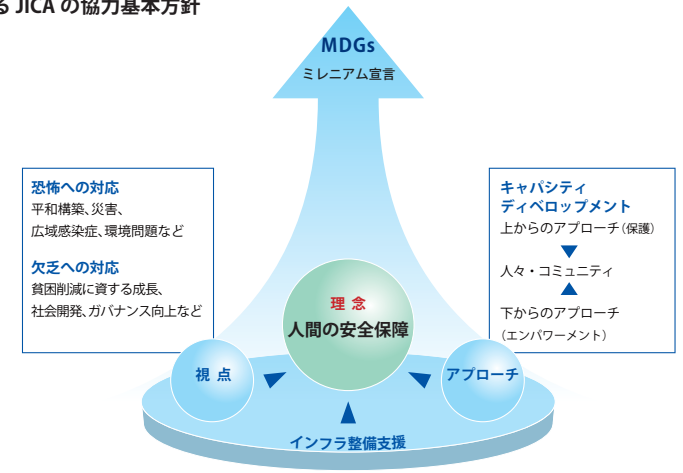 る JICA の協力基本方針
MDGs
ミレニアム宣言
恐怖への対応
平和構築、災害、
広域感染症、環境問題など
欠乏への対応
貧困削減に資する成長、
社会開発、ガバナンス向上など
キャパシティ
ディベロップメント
上からのアプローチ（保護）
人々・コミュニティ
下からのアプローチ
（エンパワーメント）
理 念
人間の安全保障
視 点
アプローチ
インフラ整備支援